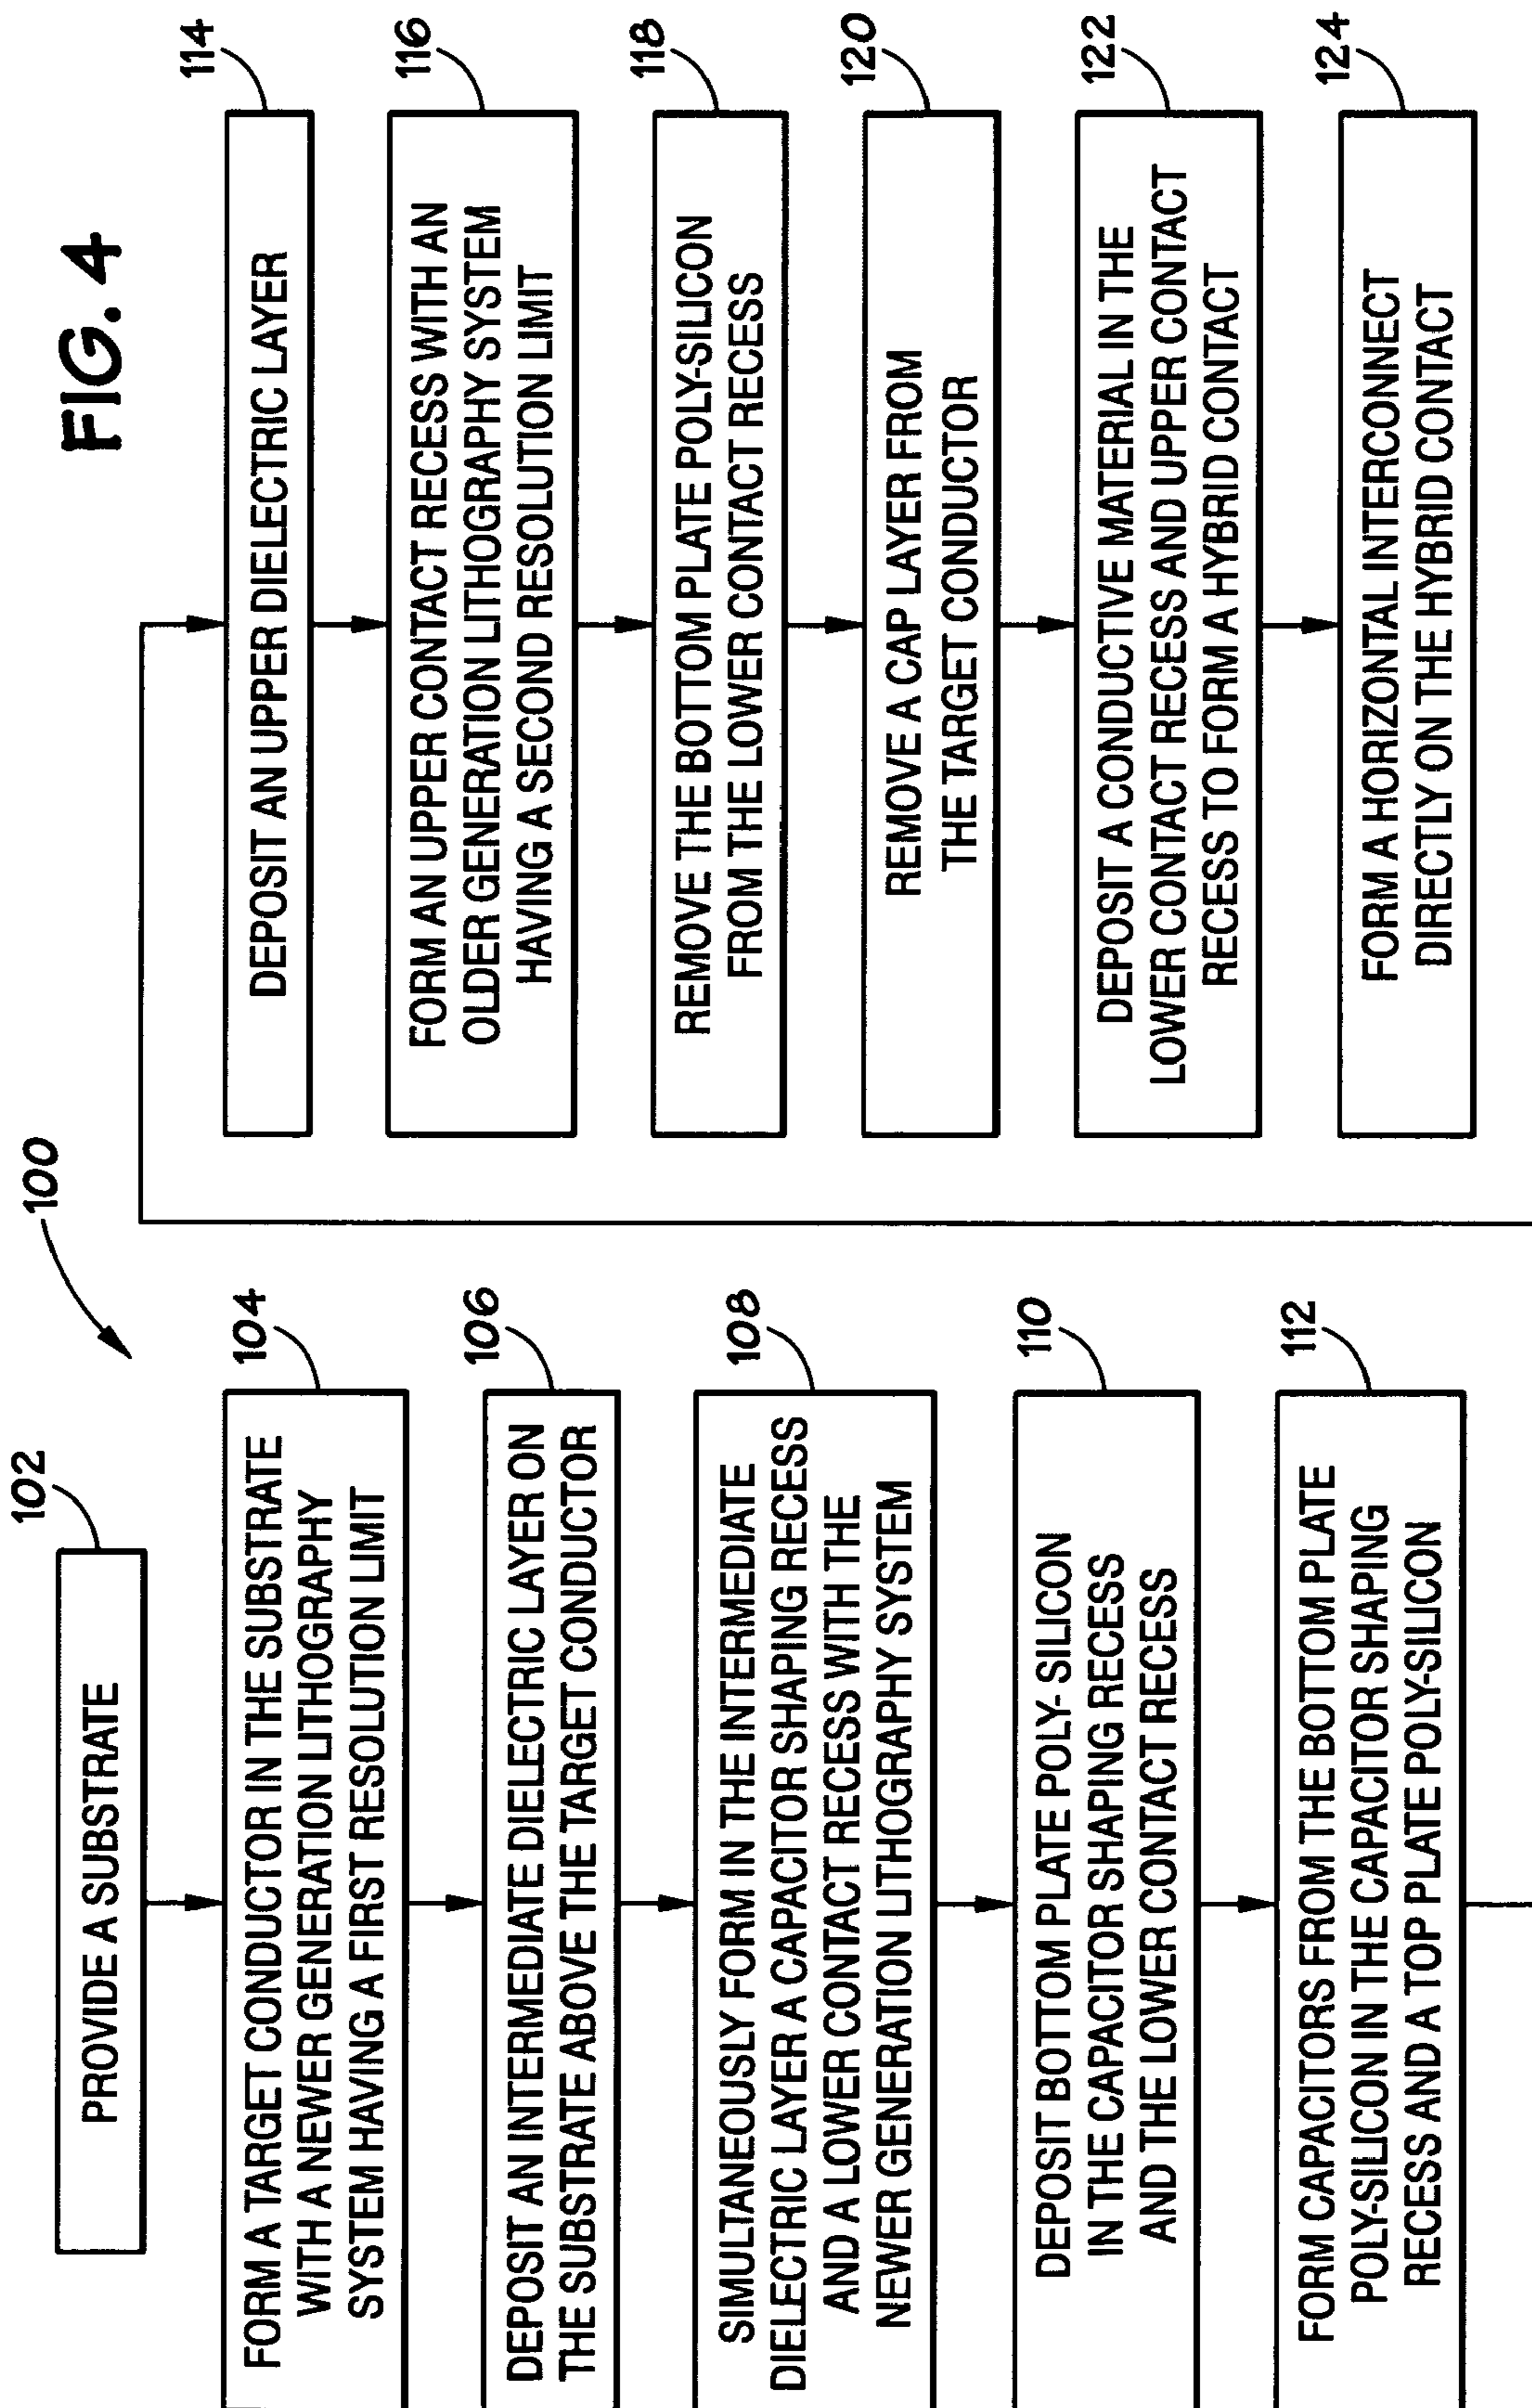 FIG. 4
100
102
PROVIDE A SUBSTRATE
104
FORM A TARGET CONDUCTOR IN THE SUBSTRATE
WITH A NEWER GENERATION LITHOGRAPHY
SYSTEM HAVING A FIRST RESOLUTION LIMIT
106
DEPOSIT AN INTERMEDIATE DIELECTRIC LAYER ON
THE SUBSTRATE ABOVE THE TARGET CONDUCTOR
108
SIMULTANEOUSLY FORM IN THE INTERMEDIATE
DIELECTRIC LAYER A CAPACITOR SHAPING RECESS
AND A LOWER CONTACT RECESS WITH THE
NEWER GENERATION LITHOGRAPHY SYSTEM
110
DEPOSIT BOTTOM PLATE POLY-SILICON
IN THE CAPACITOR SHAPING RECESS
AND THE LOWER CONTACT RECESS
112
FORM CAPACITORS FROM THE BOTTOM PLATE
POLY-SILICON IN THE CAPACITOR SHAPING
RECESS AND A TOP PLATE POLY-SILICON
114
DEPOSIT AN UPPER DIELECTRIC LAYER
116
FORM AN UPPER CONTACT RECESS WITH AN
OLDER GENERATION LITHOGRAPHY SYSTEM
HAVING A SECOND RESOLUTION LIMIT
118
REMOVE THE BOTTOM PLATE POLY-SILICON
FROM THE LOWER CONTACT RECESS
120
REMOVE A CAP LAYER FROM
THE TARGET CONDUCTOR
122
DEPOSIT A CONDUCTIVE MATERIAL IN THE
LOWER CONTACT RECESS AND UPPER CONTACT
RECESS TO FORM A HYBRID CONTACT
124
FORM A HORIZONTAL INTERCONNECT
DIRECTLY ON THE HYBRID CONTACT